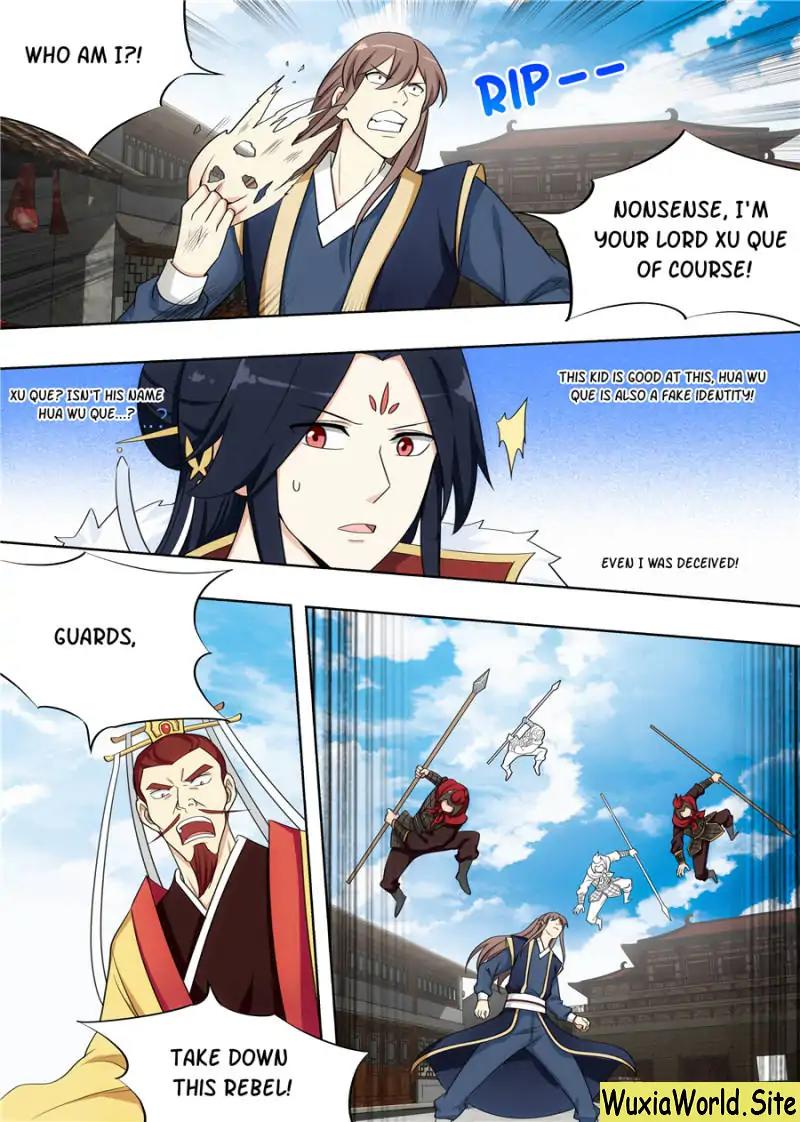 WHO AM I?!
RIP--
NONSENSE, I'M
YOUR LORD XU QUE
OF COURSE!
XU QUE? ISN'T HIS NAME
HUA WU QUE...?
...?
THIS KID IS GOOD AT THIS, HUA WU
QUE IS ALSO A FAKE IDENTITY!
EVEN I WAS DECEIVED!
GUARDS,
TAKE DOWN
THIS REBEL!
WuxiaWorld.Site